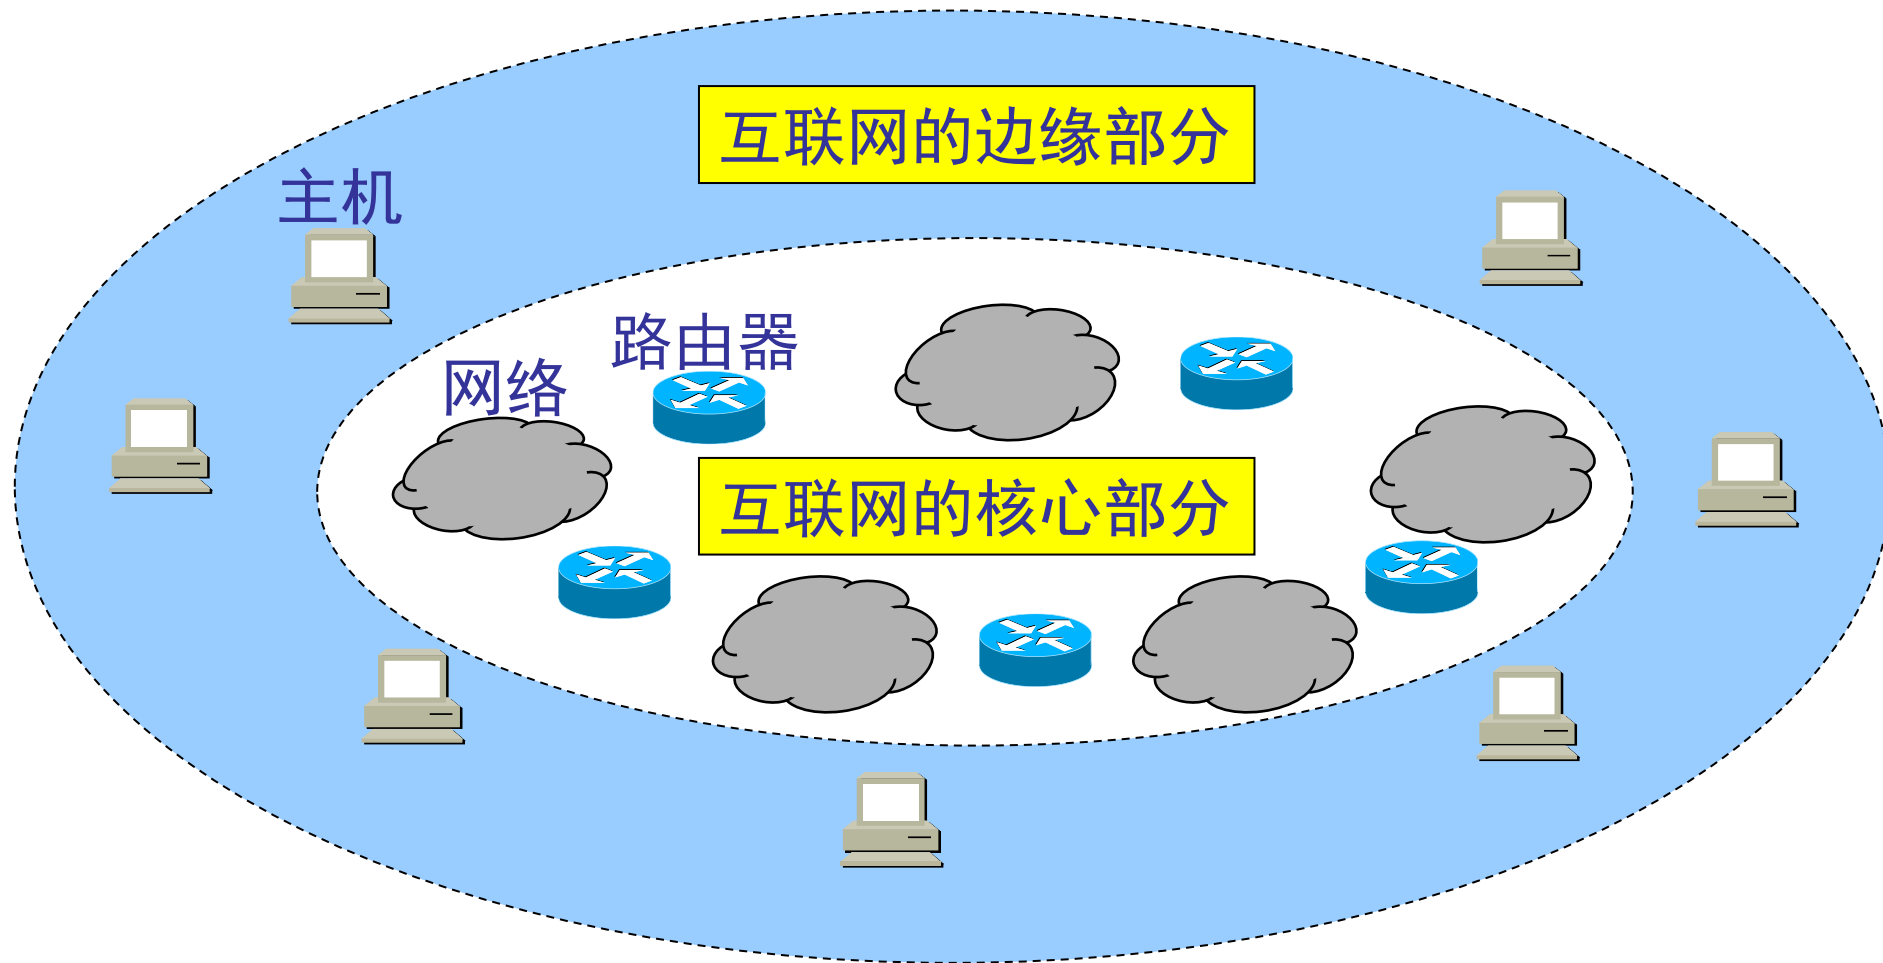 互联网的边缘部分
主机
路由器
网络
互联网的核心部分